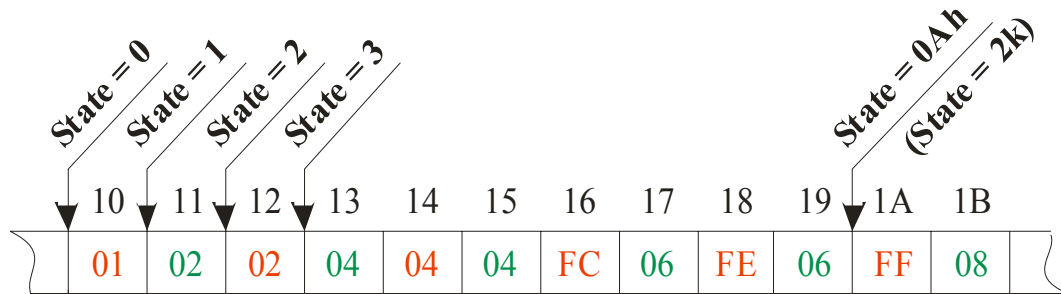 State = 0
State = 1
State = 2
State = 3
State = 0Ah
(State = 2k)
10 11 12 13 14 15 16 17 18 19 1A 1B
01 02 02 04 04 04 FC 06 FE 06 FF 08